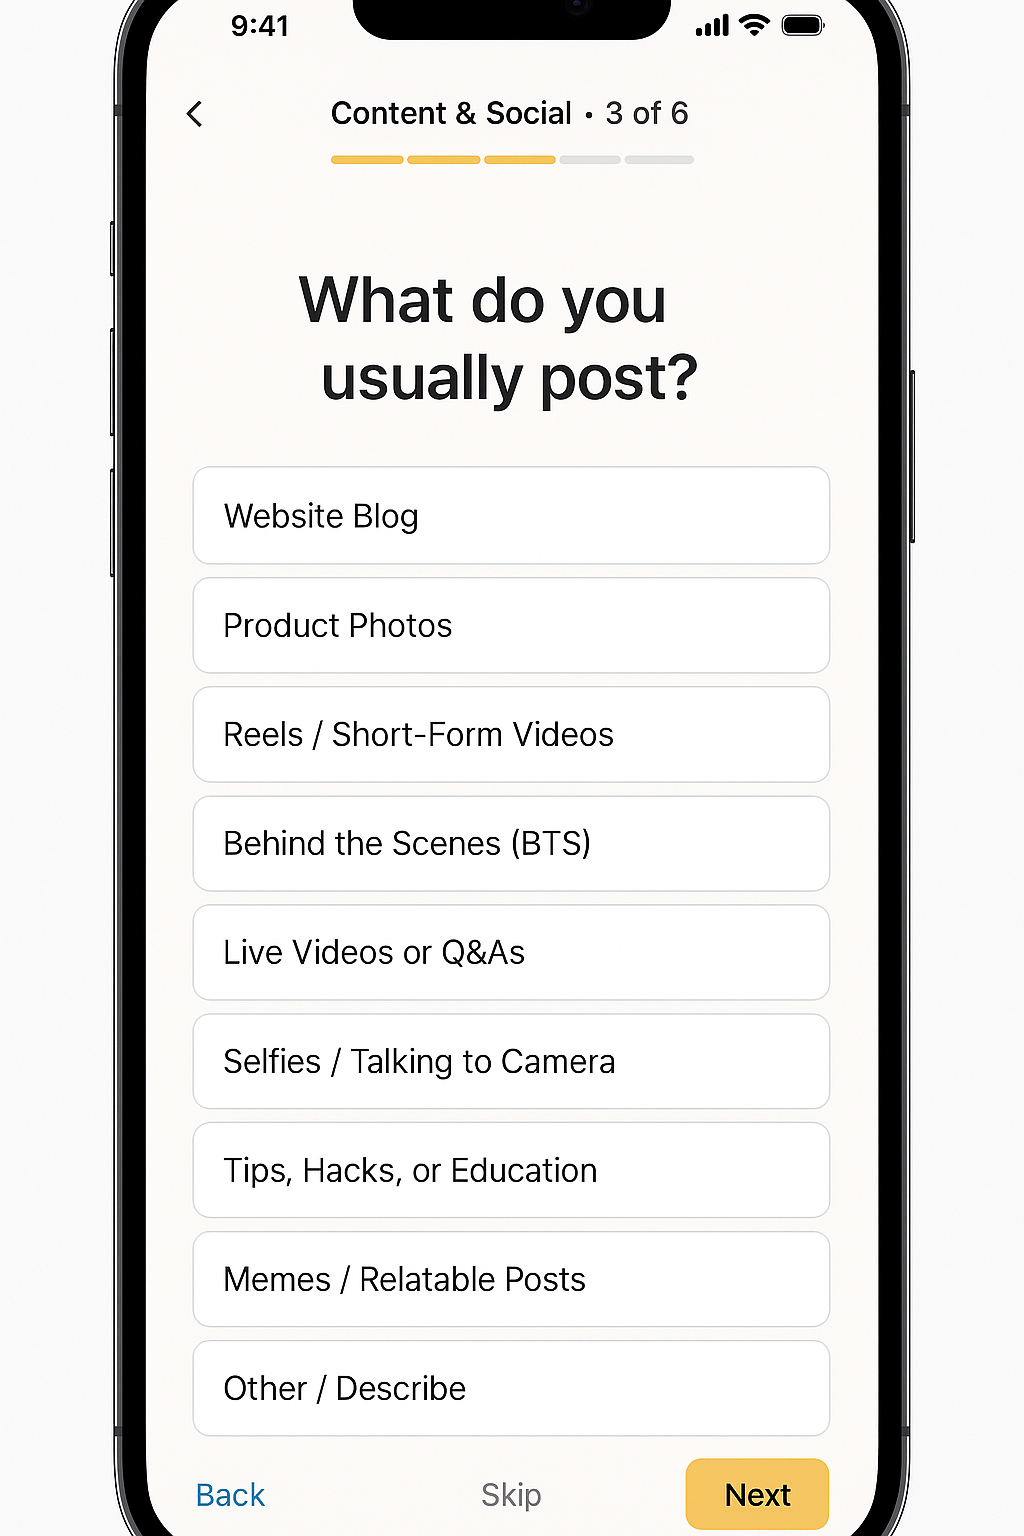 9:41
Content & Social • 3 of 6
What do you
usually post?
Website Blog
Product Photos
Reels / Short-Form Videos
Behind the Scenes (BTS)
Live Videos or Q&As
Selfies / Talking to Camera
Tips, Hacks, or Education
Memes / Relatable Posts
Other / Describe
Back Skip Next